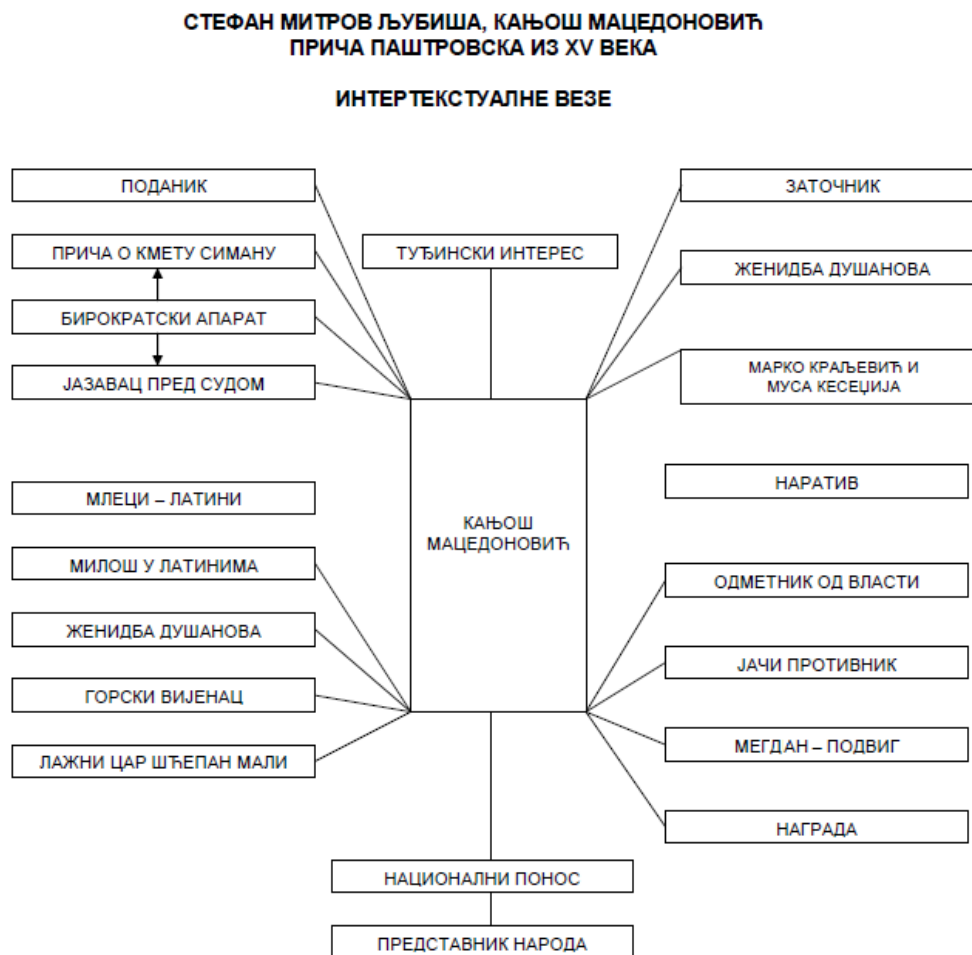 СТЕФАН МИТРОВ ЉУБИША, КАЊОШ МАЦЕДОНОВИЋ
ПРИЧА ПАШТРОВСКА ИЗ XV ВЕКА
ИНТЕРТЕКСТУАЛНЕ ВЕЗЕ
ПОДАНИК
ПРИЧА О КМЕТУ СИМАНУ
БИРОКРАТСКИ АПАРАТ
ЈАЗАВАЦ ПРЕД СУДОМ
ТУЂИНСКИ ИНТЕРЕС
ЗАТОЧНИК
ЖЕНИДБА ДУШАНОВА
МАРКО КРАЉЕВИЋ И
МУСА КЕСЕЏИЈА
КАЊОШ
МАЦЕДОНОВИЋ
МЛЕЦИ – ЛАТИНИ
МИЛОШ У ЛАТИНИМА
ЖЕНИДБА ДУШАНОВА
ГОРСКИ ВИЈЕНАЦ
ЛАЖНИ ЦАР ШЋЕПАН МАЛИ
НАРАТИВ
ОДМЕТНИК ОД ВЛАСТИ
ЈАЧИ ПРОТИВНИК
МЕГДАН – ПОДВИГ
НАГРАДА
НАЦИОНАЛНИ ПОНОС
ПРЕДСТАВНИК НАРОДА